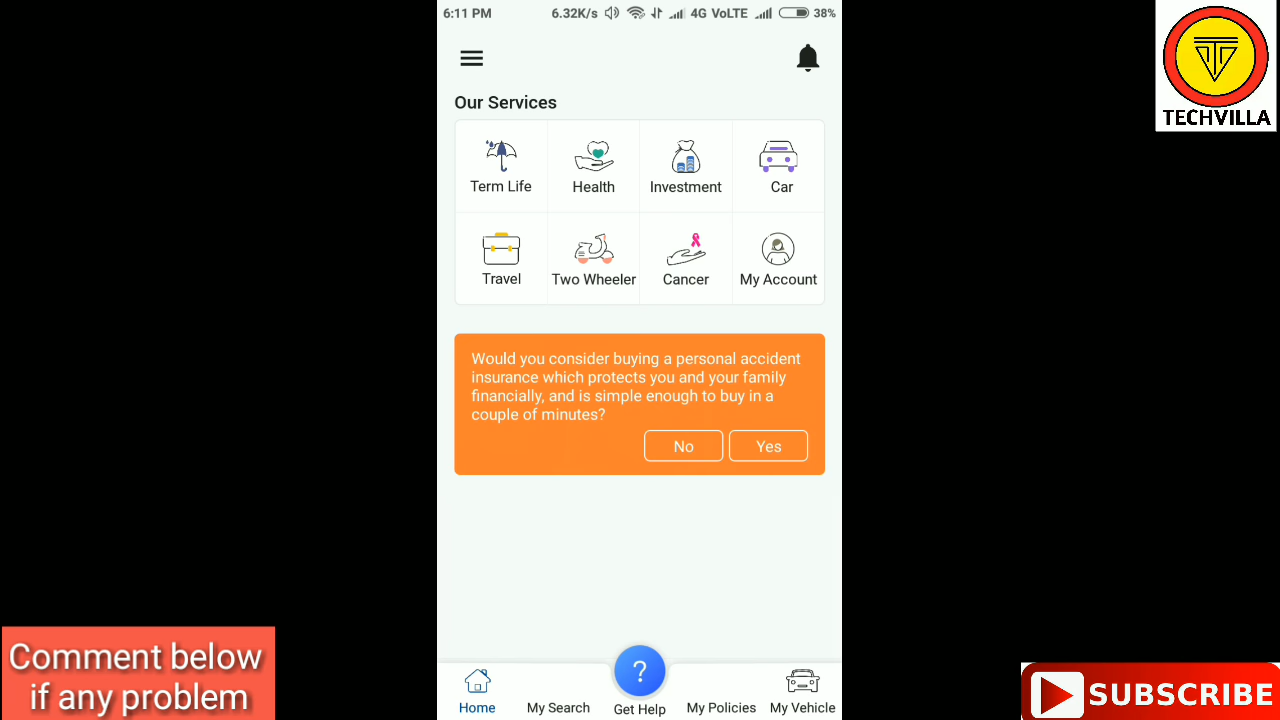 6:11 PM 6.32K/s 4G VoLTE 38%
TECHVILLA
Our Services
Term Life Health Investment Car
Travel Two Wheeler Cancer My Account
Would you consider buying a personal accident
insurance which protects you and your family
financially, and is simple enough to buy in a
couple of minutes?
No Yes
?
Home My Search Get Help My Policies My Vehicle
Comment below
if any problem
SUBSCRIBE